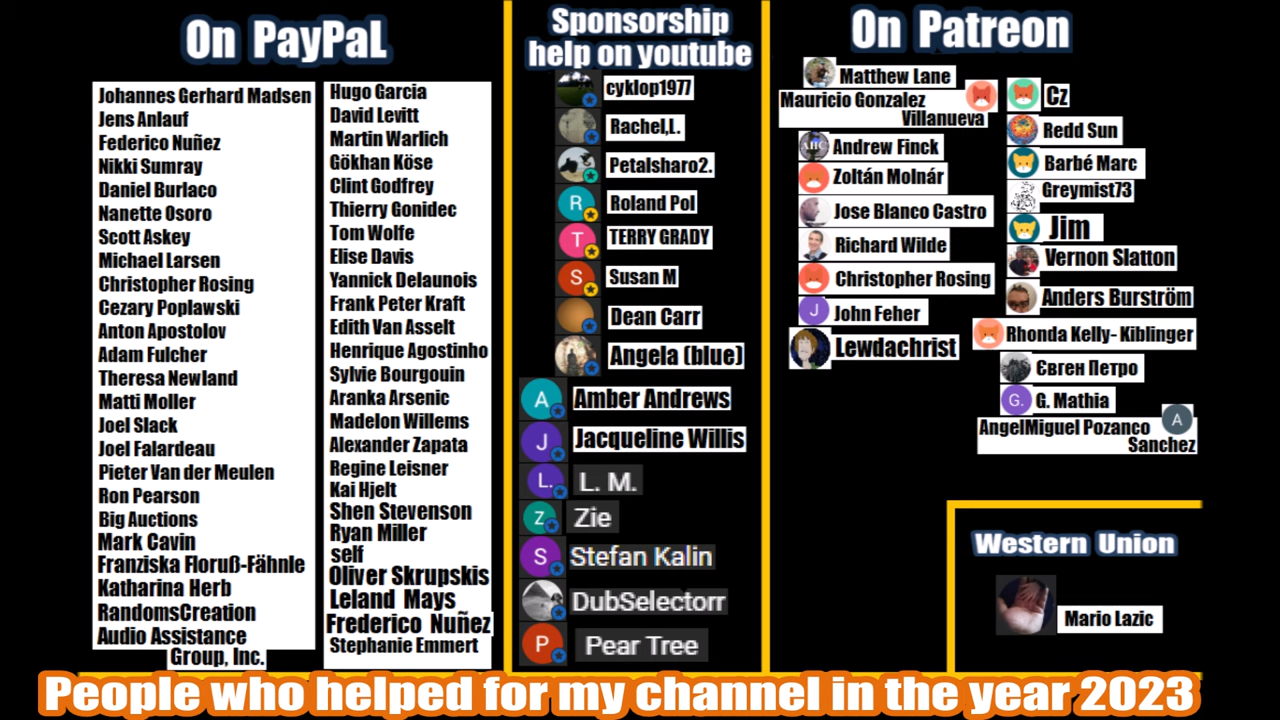 On PayPaL
Johannes Gerhard Madsen
Jens Anlauf
Federico Nuñez
Nikki Sumray
Daniel Burlaco
Nanette Osoro
Scott Askey
Michael Larsen
Christopher Rosing
Cezary Poplawski
Anton Apostolov
Adam Fulcher
Theresa Newland
Matti Moller
Joel Slack
Joel Falardeau
Pieter Van der Meulen
Ron Pearson
Big Auctions
Mark Cavin
Franziska Floruß-Fähnle
Katharina Herb
RandomsCreation
Audio Assistance
Group, Inc.
Hugo Garcia
David Levitt
Martin Warlich
Gökhan Köse
Clint Godfrey
Thierry Gonidec
Tom Wolfe
Elise Davis
Yannick Delaunois
Frank Peter Kraft
Edith Van Asselt
Henrique Agostinho
Sylvie Bourgouin
Aranka Arsenic
Madelon Willems
Alexander Zapata
Regine Leisner
Kai Hjelt
Shen Stevenson
Ryan Miller
self
Oliver Skrupskis
Leland Mays
Frederico Nuñez
Stephanie Emmert
Sponsorship
help on youtube
cyklop1977
Rachel,L.
Petalsharo2.
R Roland Pol
T TERRY GRADY
S Susan M
Dean Carr
Angela (blue)
A Amber Andrews
J Jacqueline Willis
L. L. M.
Z Zie
S Stefan Kalin
DubSelectorr
P Pear Tree
On Patreon
Matthew Lane
Mauricio Gonzalez
Villanueva
AHC Andrew Finck
Zoltán Molnár
Jose Blanco Castro
Richard Wilde
Christopher Rosing
J John Feher
Lewdachrist
Cz
Redd Sun
Barbé Marc
Greymist73
Jim
Vernon Slatton
Anders Burström
Rhonda Kelly- Kiblinger
Євген Петро
G. G. Mathia
AngelMiguel Pozanco A
Sanchez
Western Union
Mario Lazic
People who helped for my channel in the year 2023